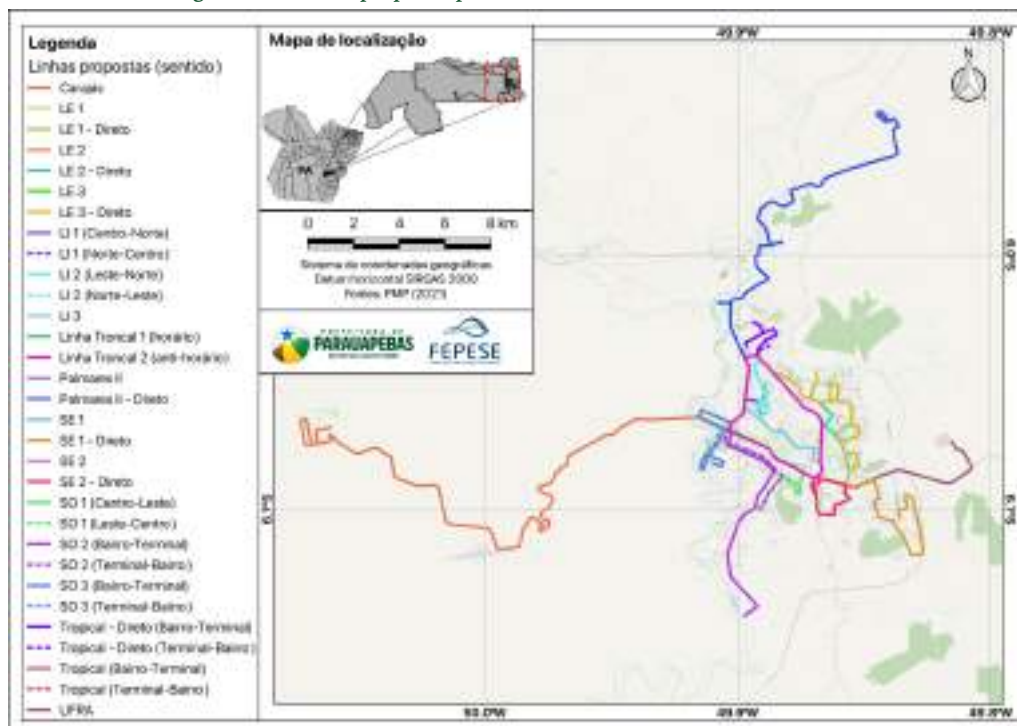 Legenda
Linhas propostas (sentido)
Carajás
LE 1
LE 1 - Direto
LE 2
LE 2 - Direto
LE 3
LE 3 - Direto
LI 1 (Centro-Norte)
LI 1 (Norte-Centro)
LI 2 (Leste-Norte)
LI 2 (Norte-Leste)
LI 3
Linha Troncal 1 (horário)
Linha Troncal 2 (anti-horário)
Palmares II
Palmares II - Direto
SE 1
SE 1 - Direto
SE 2
SE 2 - Direto
SO 1 (Centro-Leste)
SO 1 (Leste-Centro)
SO 2 (Bairro-Terminal)
SO 2 (Terminal-Bairro)
SO 3 (Bairro-Terminal)
SO 3 (Terminal-Bairro)
Tropical - Direto (Bairro-Terminal)
Tropical - Direto (Terminal-Bairro)
Tropical (Bairro-Terminal)
Tropical (Terminal-Bairro)
UFRA
Mapa de localização
PA
0 2 4 6 8 km
Sistema de coordenadas geográficas
Datum horizontal SIRGAS 2000
Fontes: PMP (2021)
PREFEITURA DE
PARAUAPEBAS
FEPESE
49.9°W
49.8°W
N
6.0°S
6.1°S
6.1°S
50.0°W
49.9°W
49.8°W